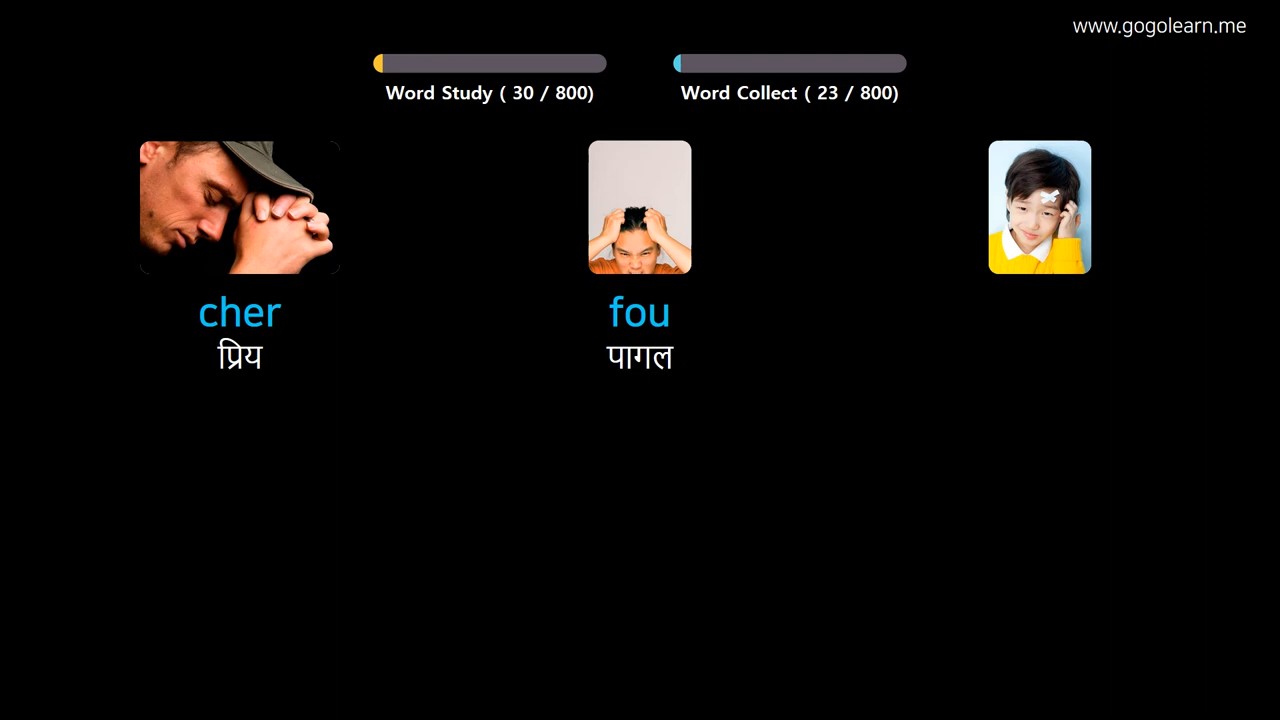 www.gogolearn.me
Word Study ( 30 / 800)
Word Collect ( 23 / 800)
cher
प्रिय
fou
पागल